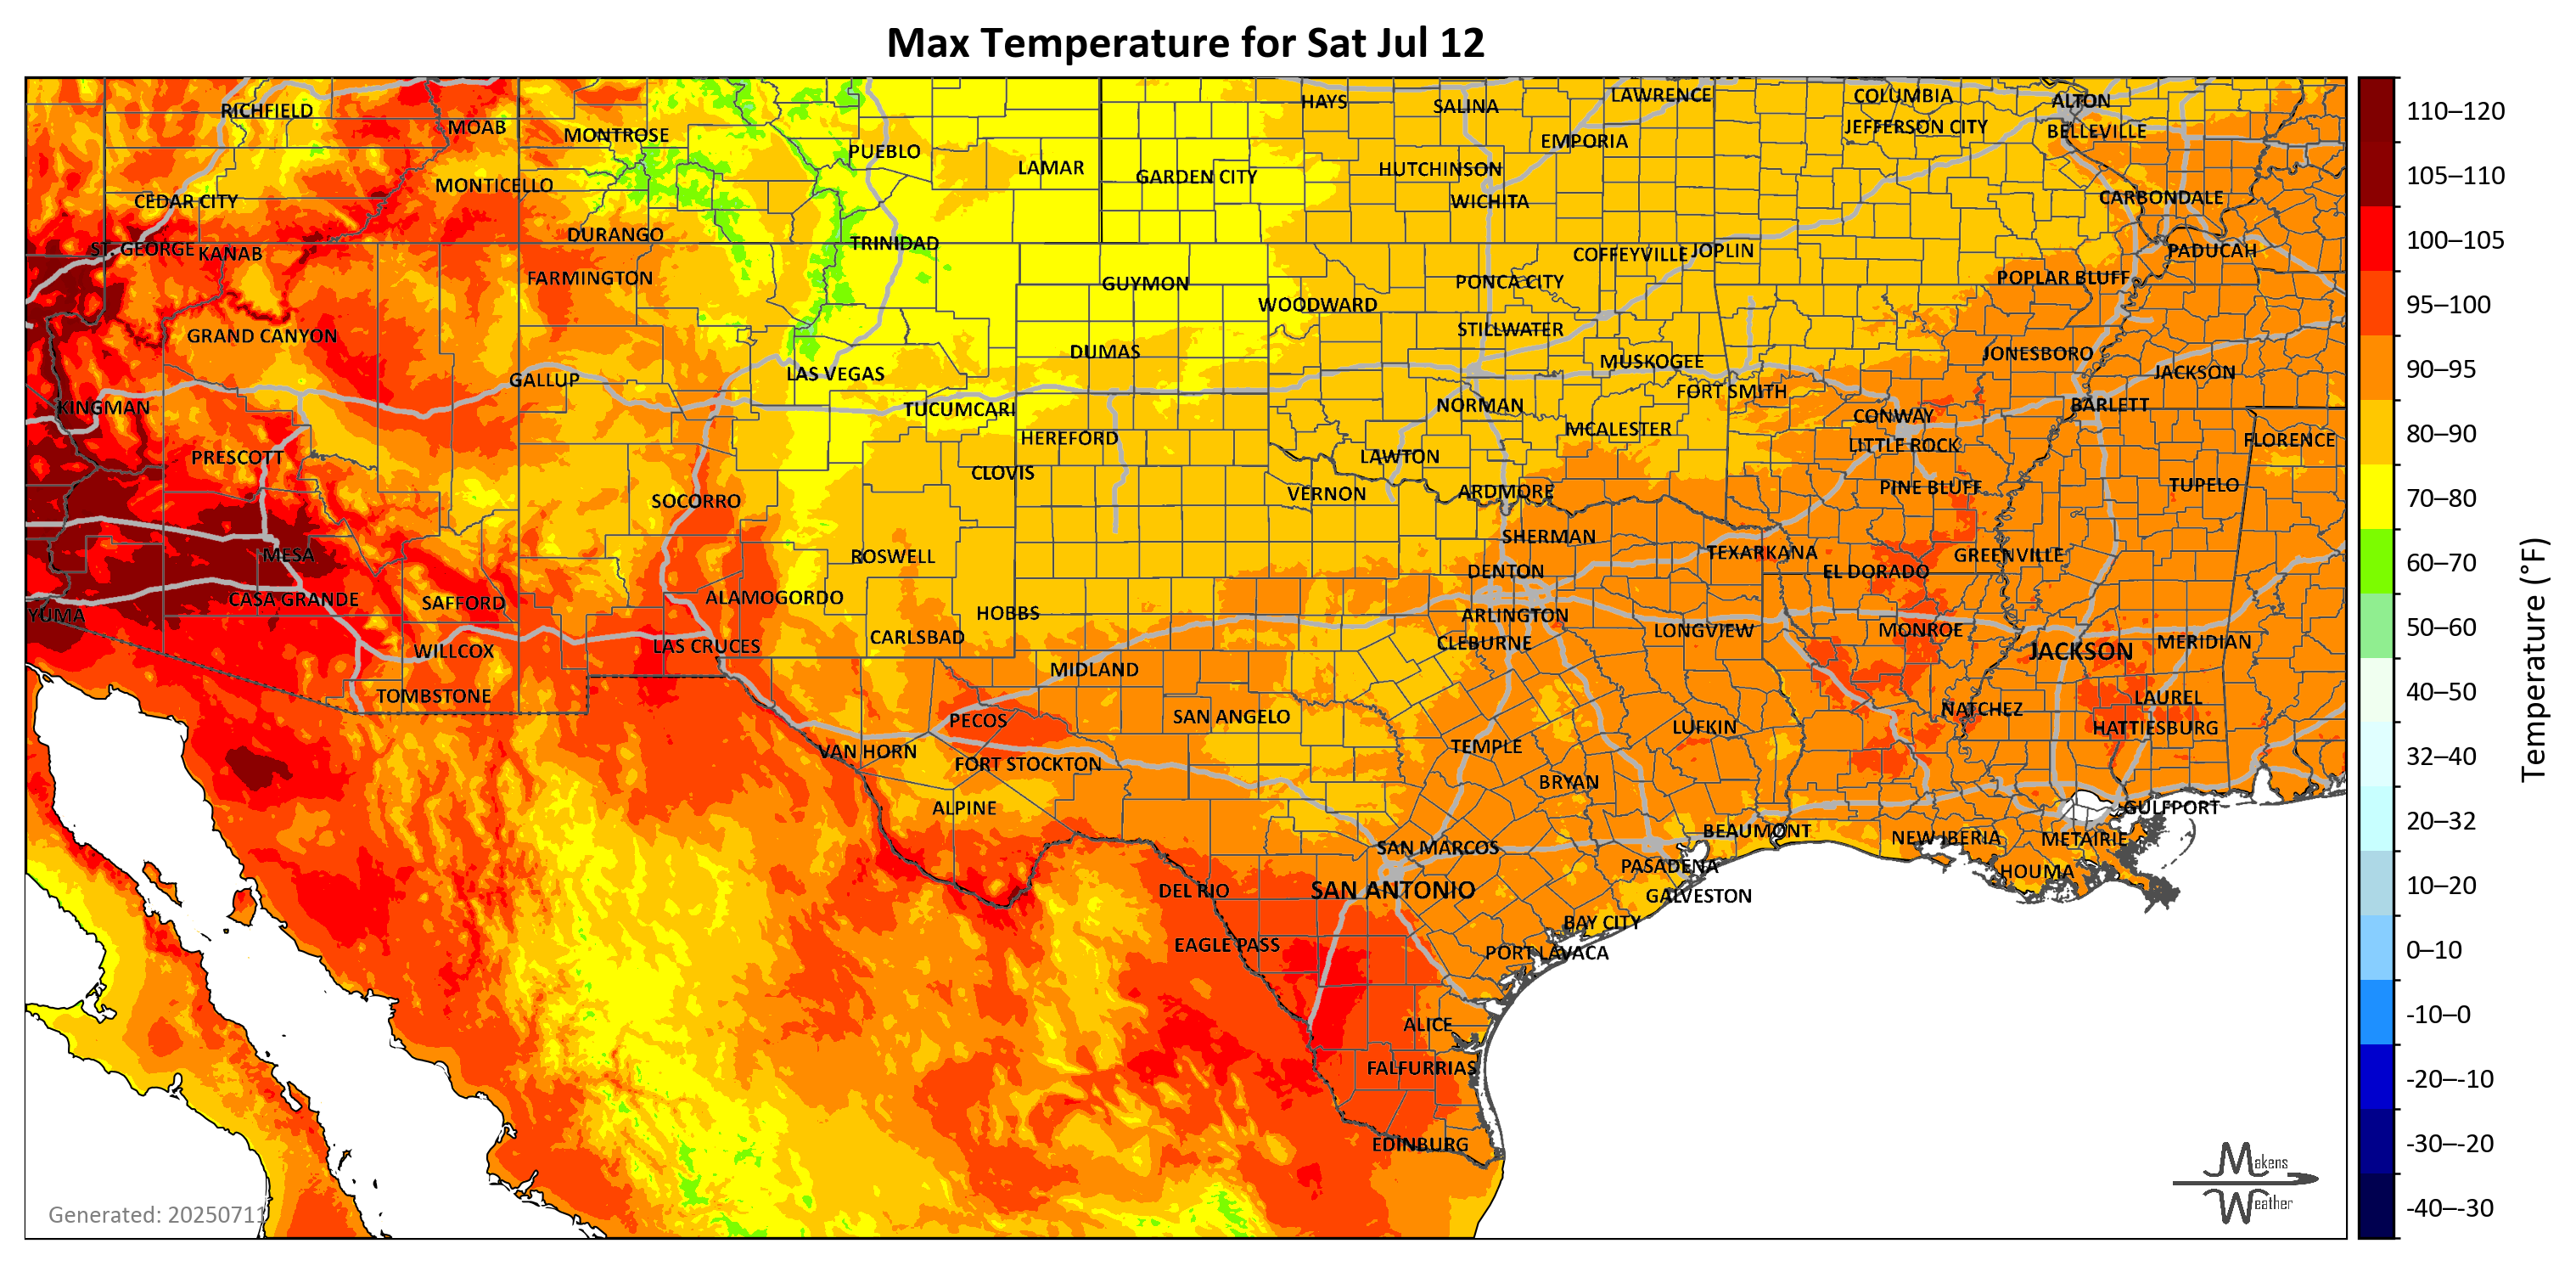 Max Temperature for Sat Jul 12
HAYS
SALINA
LAWRENCE
COLUMBIA
ALTON
RICHFIELD
MOAB
MONTROSE
PUEBLO
EMPORIA
JEFFERSON CITY
BELLEVILLE
LAMAR
GARDEN CITY
HUTCHINSON
MONTICELLO
CEDAR CITY
WICHITA
CARBONDALE
DURANGO
TRINIDAD
ST. GEORGE
KANAB
COFFEYVILLE
JOPLIN
PADUCAH
FARMINGTON
GUYMON
PONCA CITY
POPLAR BLUFF
WOODWARD
GRAND CANYON
STILLWATER
DUMAS
MUSKOGEE
JONESBORO
GALLUP
LAS VEGAS
JACKSON
FORT SMITH
KINGMAN
TUCUMCARI
NORMAN
CONWAY
BARLETT
HEREFORD
MCALESTER
LITTLE ROCK
FLORENCE
PRESCOTT
CLOVIS
LAWTON
SOCORRO
VERNON
ARDMORE
PINE BLUFF
TUPELO
MESA
ROSWELL
SHERMAN
TEXARKANA
GREENVILLE
DENTON
EL DORADO
CASA GRANDE
SAFFORD
ALAMOGORDO
HOBBS
ARLINGTON
YUMA
WILLCOX
LAS CRUCES
CARLSBAD
CLEBURNE
LONGVIEW
MONROE
JACKSON
MERIDIAN
TOMBSTONE
MIDLAND
PECOS
SAN ANGELO
LUFKIN
NATCHEZ
LAUREL
HATTIESBURG
VAN HORN
FORT STOCKTON
TEMPLE
BRYAN
ALPINE
GULFPORT
SAN MARCOS
BEAUMONT
NEW IBERIA
METAIRIE
DEL RIO
SAN ANTONIO
PASADENA
HOUMA
GALVESTON
EAGLE PASS
BAY CITY
PORT LAVACA
ALICE
FALFURRIAS
EDINBURG
Generated: 20250711
Makens
Weather
110–120
105–110
100–105
95–100
90–95
80–90
70–80
60–70
50–60
40–50
32–40
20–32
10–20
0–10
-10–0
-20–-10
-30–-20
-40–-30
Temperature (°F)